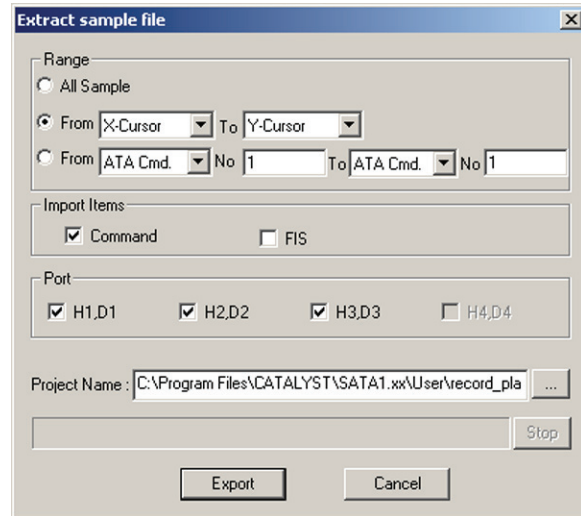 Extract sample file
Range
All Sample
From X-Cursor To Y-Cursor
From ATA Cmd. No 1 To ATA Cmd. No 1
Import Items
Command FIS
Port
H1,D1 H2,D2 H3,D3 H4,D4
Project Name : C:\Program Files\CATALYST\SATA1.xx\User\record_pla ...
Stop
Export Cancel